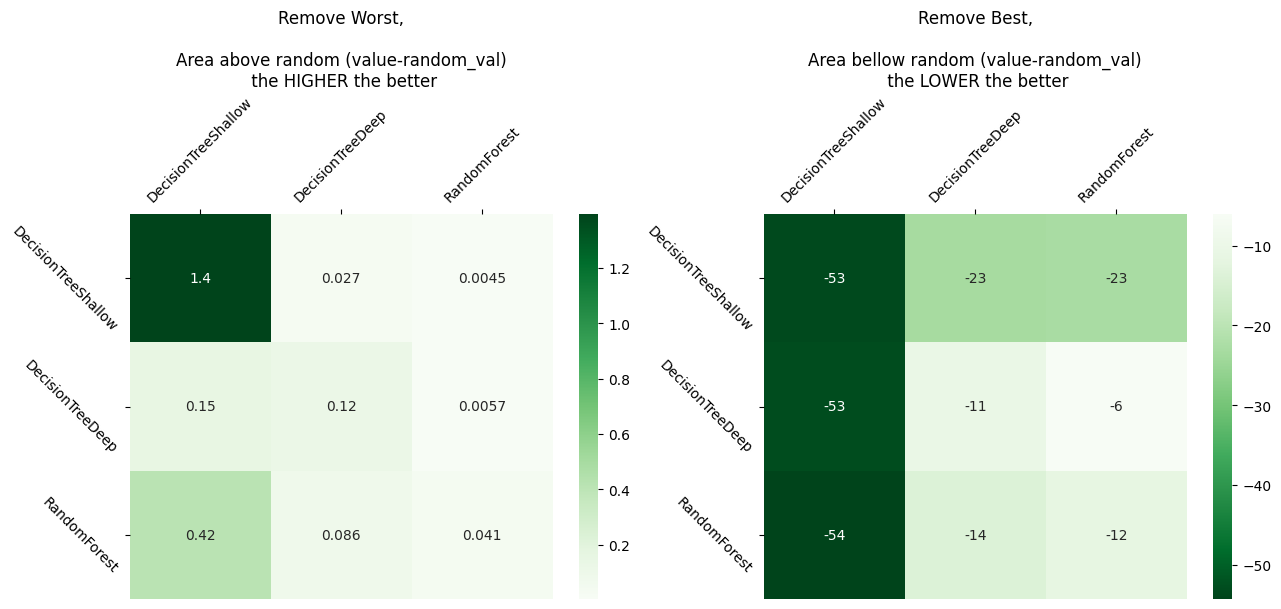 Remove Worst,
Area above random (value-random_val)
the HIGHER the better
DecisionTreeShallow
DecisionTreeDeep
RandomForest
DecisionTreeShallow
1.4
0.027
0.0045
DecisionTreeDeep
0.15
0.12
0.0057
RandomForest
0.42
0.086
0.041
1.2
1.0
0.8
0.6
0.4
0.2
Remove Best,
Area bellow random (value-random_val)
the LOWER the better
DecisionTreeShallow
DecisionTreeDeep
RandomForest
DecisionTreeShallow
-53
-23
-23
DecisionTreeDeep
-53
-11
-6
RandomForest
-54
-14
-12
−10
−20
−30
−40
−50